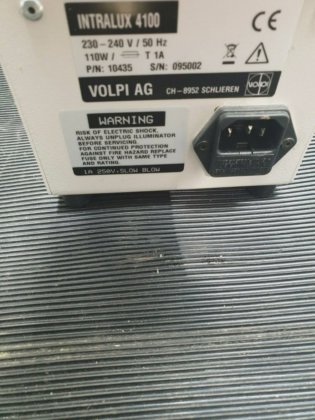 INTRALUX 4100
230-240 V / 50 Hz
110W / T 1A
P/N: 10435 S/N: 095002
VOLPI AG CH-8952 SCHLIEREN
VOLPI
WARNING
RISK OF ELECTRIC SHOCK.
ALWAYS UNPLUG ILLUMINATOR
BEFORE SERVICING.
FOR CONTINUED PROTECTION
AGAINST FIRE HAZARD REPLACE
FUSE ONLY WITH SAME TYPE
AND RATING.
1A 250V,SLOW BLOW